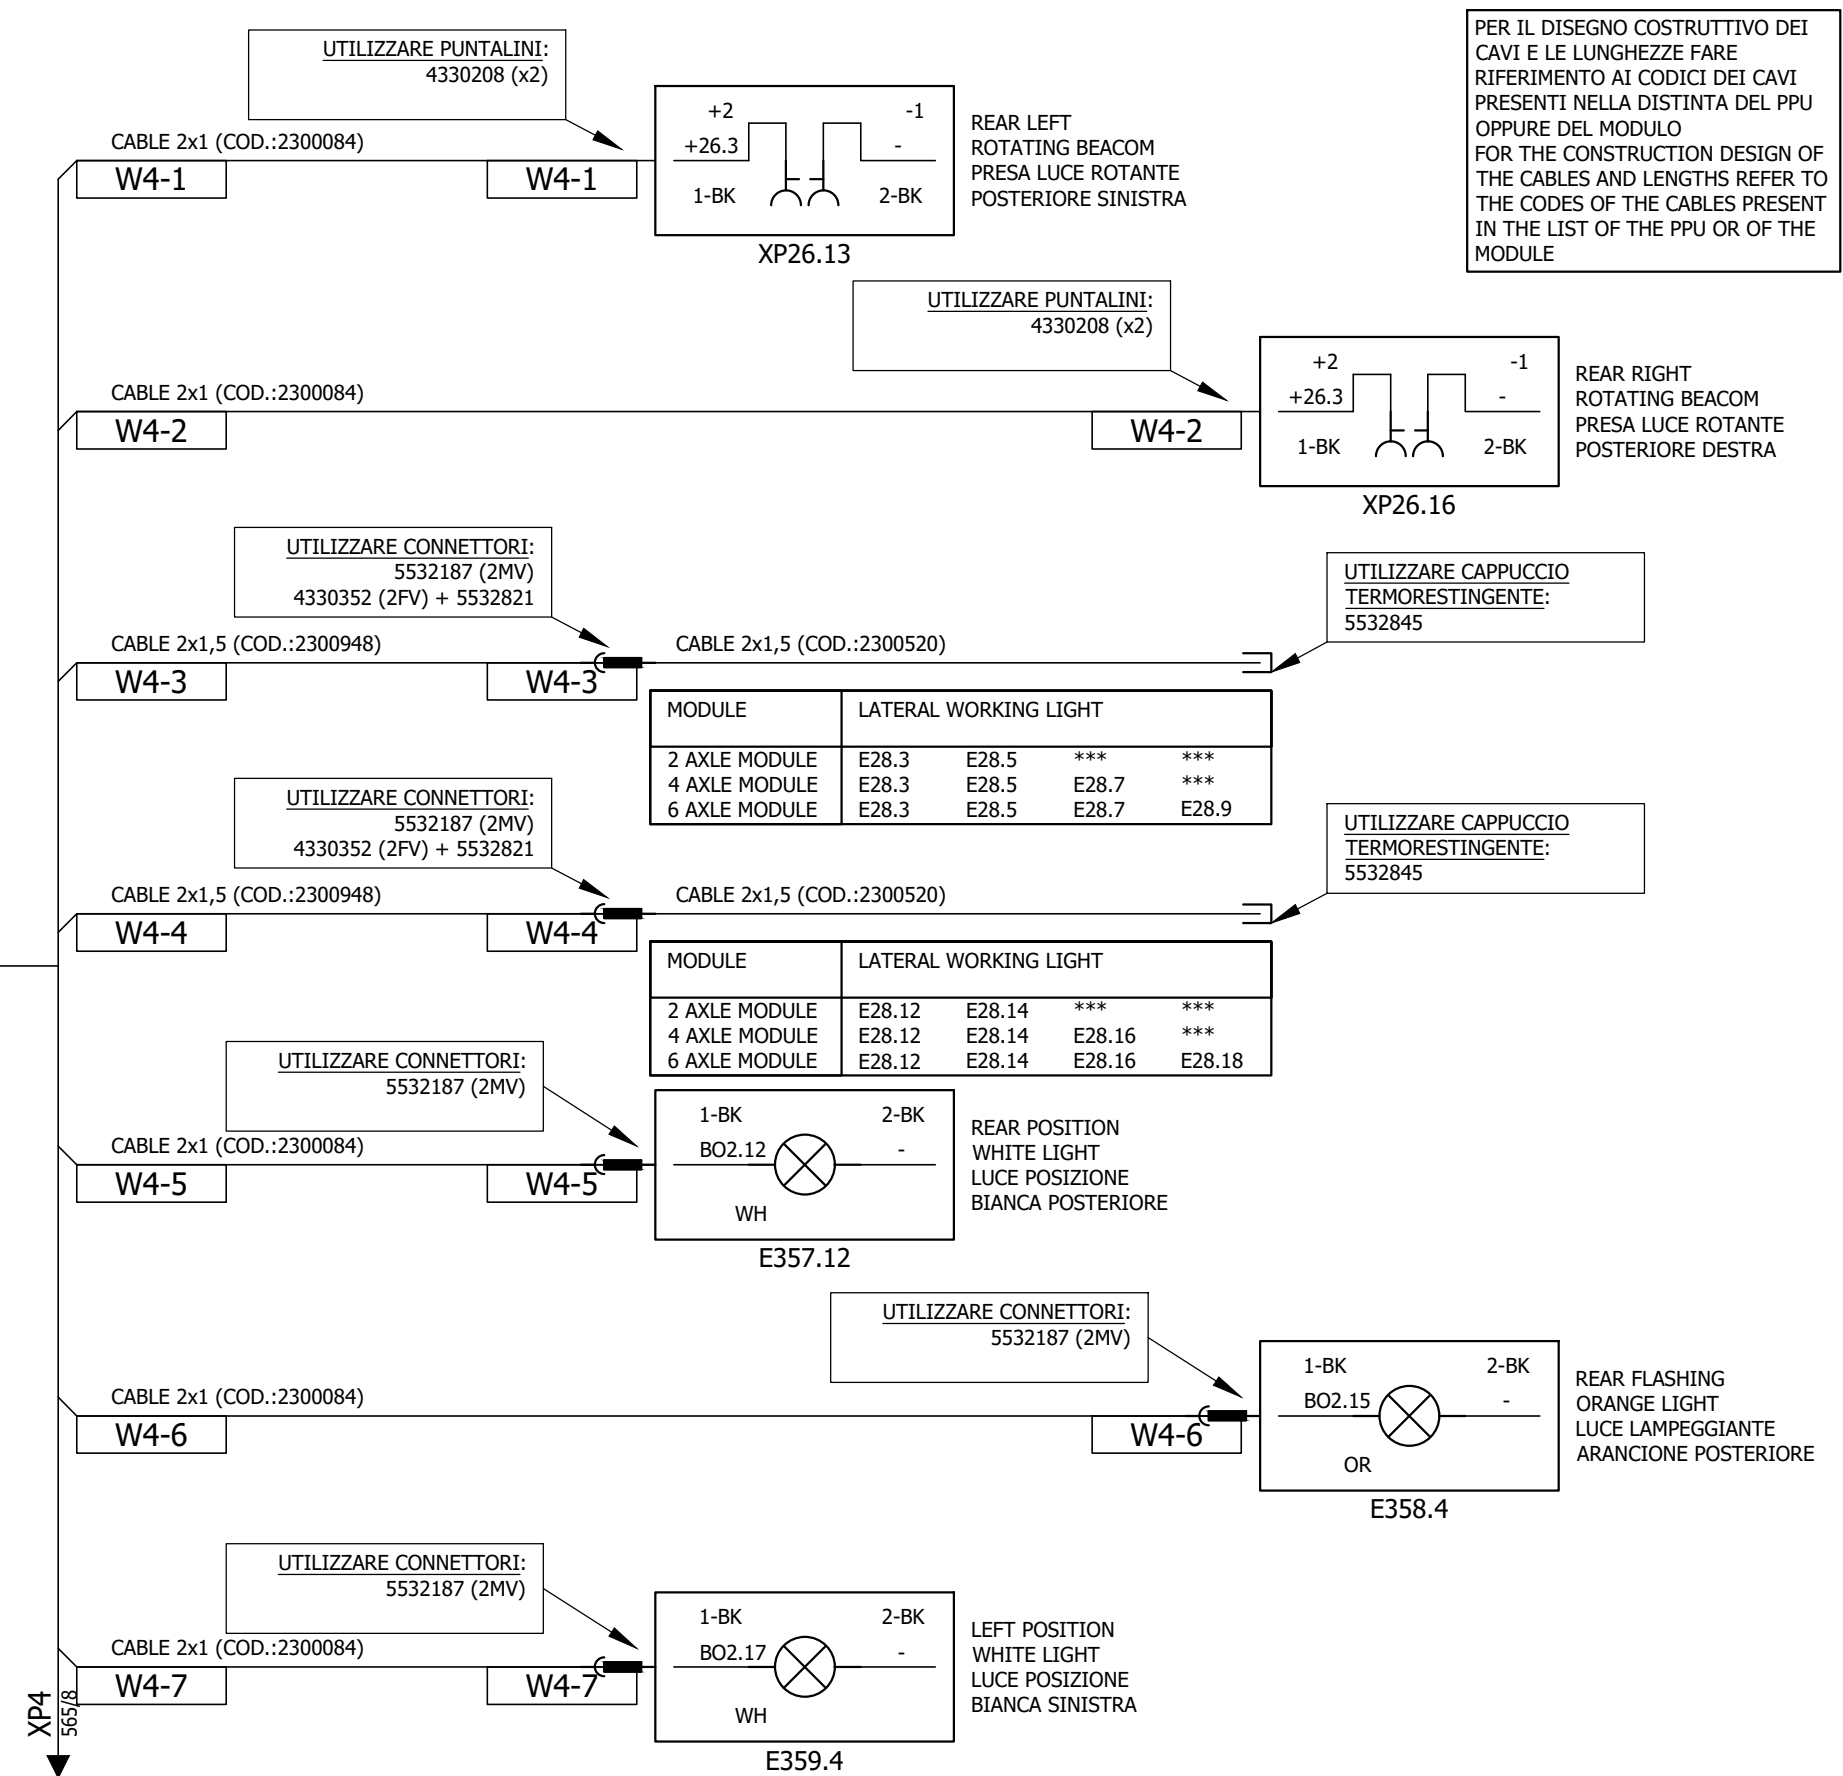 UTILIZZARE PUNTALINI:
4330208 (x2)
PER IL DISEGNO COSTRUTTIVO DEI
CAVI E LE LUNGHEZZE FARE
RIFERIMENTO AI CODICI DEI CAVI
PRESENTI NELLA DISTINTA DEL PPU
OPPURE DEL MODULO
FOR THE CONSTRUCTION DESIGN OF
THE CABLES AND LENGTHS REFER TO
THE CODES OF THE CABLES PRESENT
IN THE LIST OF THE PPU OR OF THE
MODULE
CABLE 2x1 (COD.:2300084)
W4-1
W4-1
+2 -1
+26.3 -
1-BK 2-BK
XP26.13
REAR LEFT
ROTATING BEACOM
PRESA LUCE ROTANTE
POSTERIORE SINISTRA
UTILIZZARE PUNTALINI:
4330208 (x2)
CABLE 2x1 (COD.:2300084)
W4-2
W4-2
+2 -1
+26.3 -
1-BK 2-BK
XP26.16
REAR RIGHT
ROTATING BEACOM
PRESA LUCE ROTANTE
POSTERIORE DESTRA
UTILIZZARE CONNETTORI:
5532187 (2MV)
4330352 (2FV) + 5532821
CABLE 2x1,5 (COD.:2300948)
W4-3
W4-3
CABLE 2x1,5 (COD.:2300520)
UTILIZZARE CAPPUCCIO
TERMORESTINGENTE:
5532845
MODULE LATERAL WORKING LIGHT
2 AXLE MODULE E28.3 E28.5 *** ***
4 AXLE MODULE E28.3 E28.5 E28.7 ***
6 AXLE MODULE E28.3 E28.5 E28.7 E28.9
UTILIZZARE CONNETTORI:
5532187 (2MV)
4330352 (2FV) + 5532821
CABLE 2x1,5 (COD.:2300948)
W4-4
W4-4
CABLE 2x1,5 (COD.:2300520)
UTILIZZARE CAPPUCCIO
TERMORESTINGENTE:
5532845
MODULE LATERAL WORKING LIGHT
2 AXLE MODULE E28.12 E28.14 *** ***
4 AXLE MODULE E28.12 E28.14 E28.16 ***
6 AXLE MODULE E28.12 E28.14 E28.16 E28.18
UTILIZZARE CONNETTORI:
5532187 (2MV)
CABLE 2x1 (COD.:2300084)
W4-5
W4-5
1-BK 2-BK
BO2.12 -
WH
E357.12
REAR POSITION
WHITE LIGHT
LUCE POSIZIONE
BIANCA POSTERIORE
UTILIZZARE CONNETTORI:
5532187 (2MV)
CABLE 2x1 (COD.:2300084)
W4-6
W4-6
1-BK 2-BK
BO2.15 -
OR
E358.4
REAR FLASHING
ORANGE LIGHT
LUCE LAMPEGGIANTE
ARANCIONE POSTERIORE
UTILIZZARE CONNETTORI:
5532187 (2MV)
CABLE 2x1 (COD.:2300084)
W4-7
W4-7
1-BK 2-BK
BO2.17 -
WH
E359.4
LEFT POSITION
WHITE LIGHT
LUCE POSIZIONE
BIANCA SINISTRA
XP4
565/8